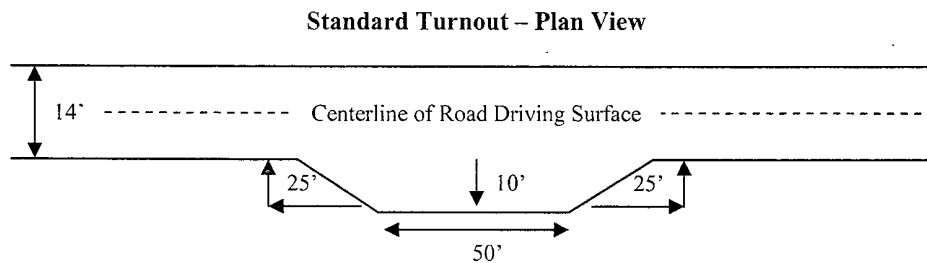 Standard Turnout – Plan View
14’
Centerline of Road Driving Surface
25’
10’
25’
50’